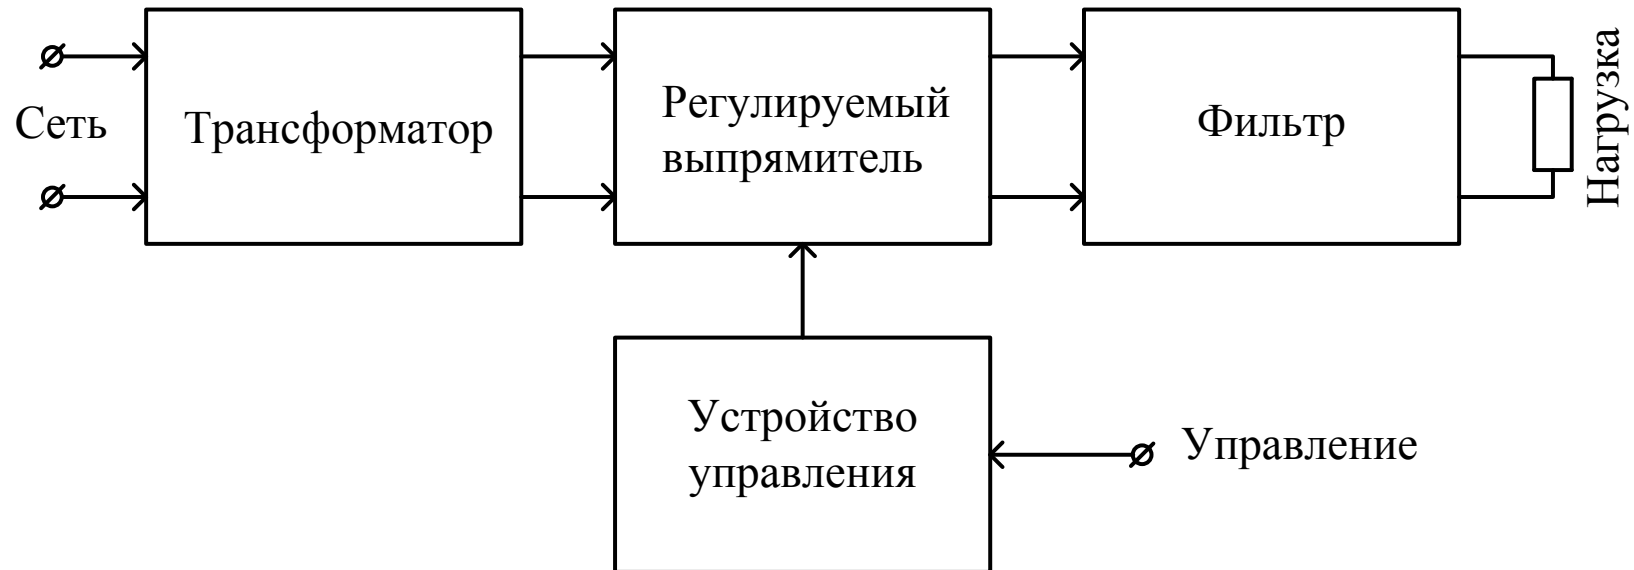 Сеть
Трансформатор
Регулируемый
выпрямитель
Фильтр
Нагрузка
Устройство
управления
Управление